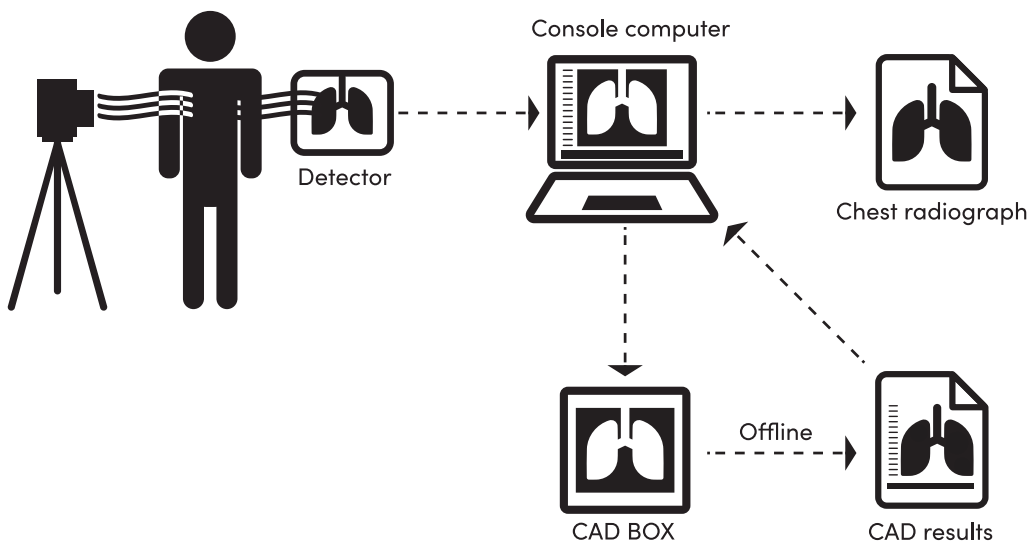 Console computer
Detector
Chest radiograph
Offline
CAD BOX
CAD results